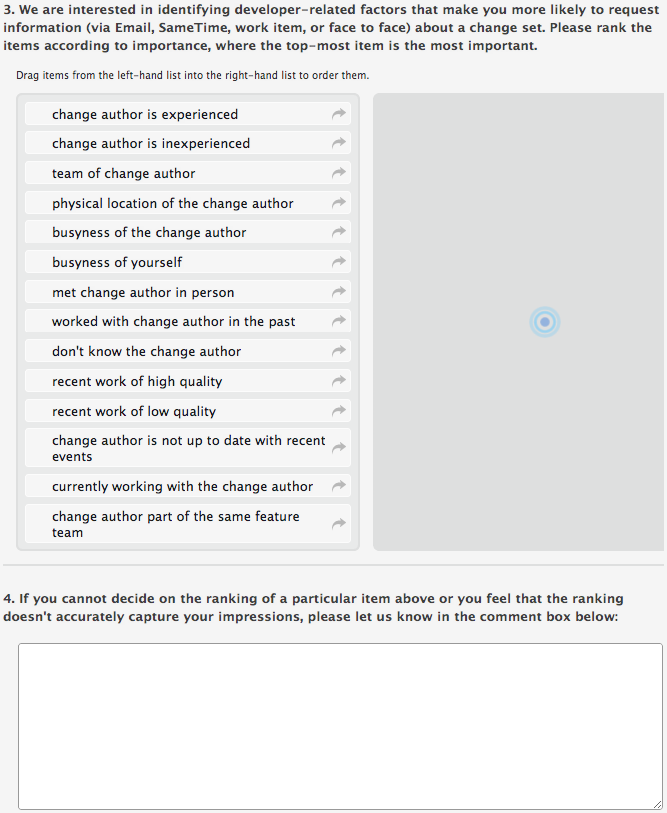 3. We are interested in identifying developer-related factors that make you more likely to request
information (via Email, SameTime, work item, or face to face) about a change set. Please rank the
items according to importance, where the top-most item is the most important.
Drag items from the left-hand list into the right-hand list to order them.
change author is experienced
change author is inexperienced
team of change author
physical location of the change author
busyness of the change author
busyness of yourself
met change author in person
worked with change author in the past
don't know the change author
recent work of high quality
recent work of low quality
change author is not up to date with recent
events
currently working with the change author
change author part of the same feature
team
4. If you cannot decide on the ranking of a particular item above or you feel that the ranking
doesn't accurately capture your impressions, please let us know in the comment box below: